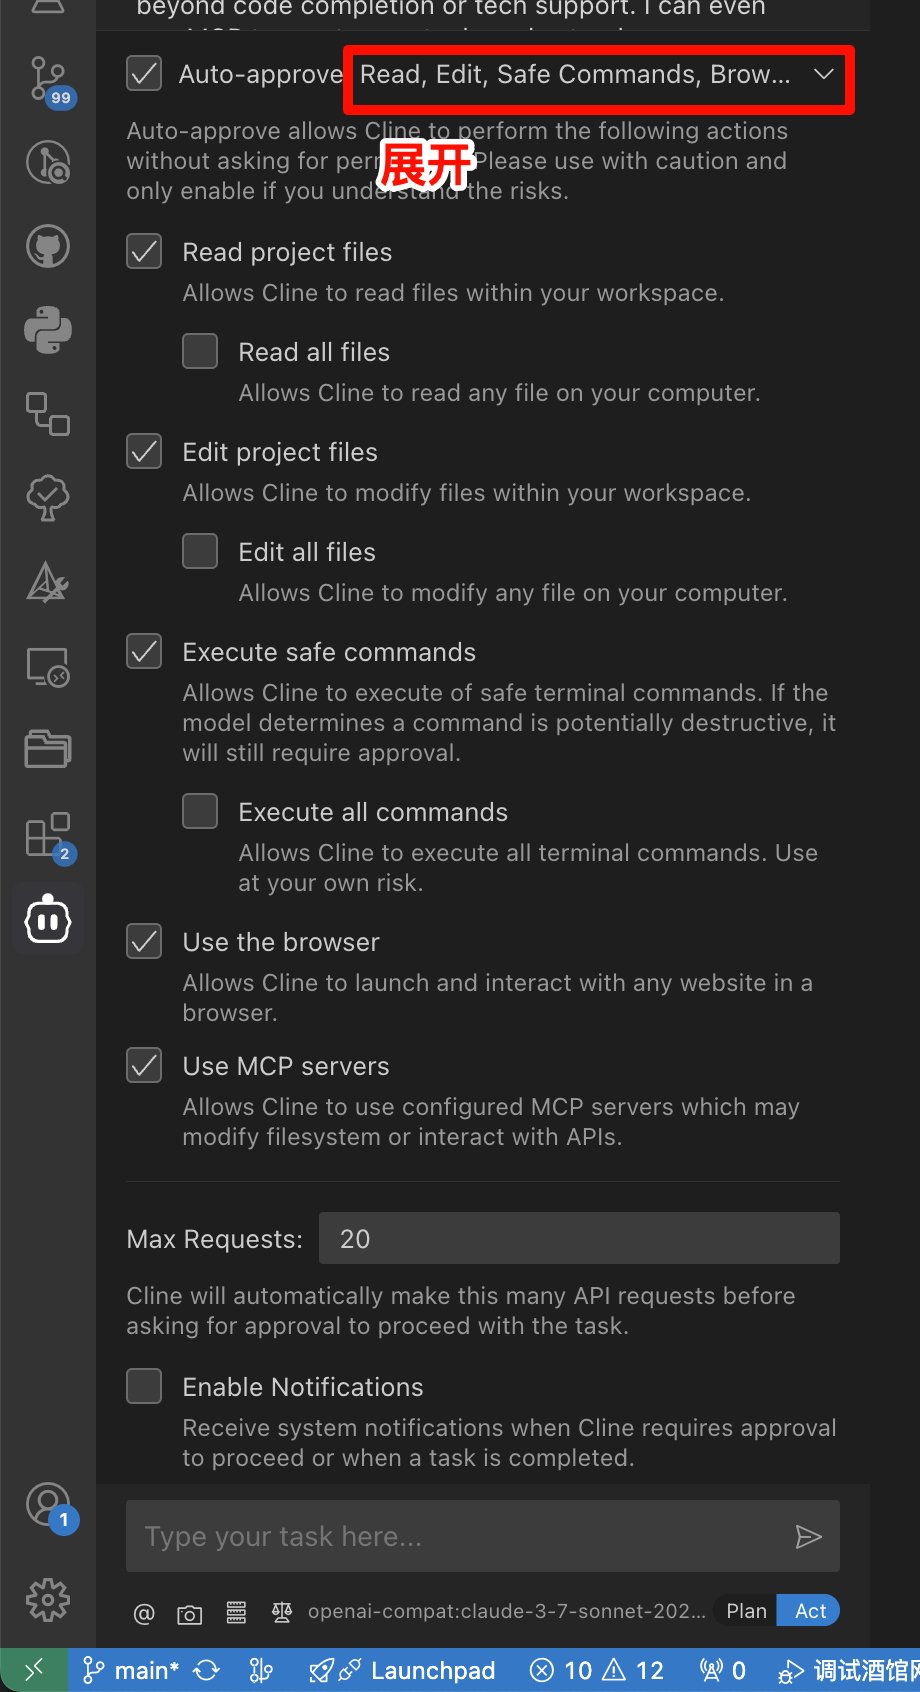 beyond code completion or tech support. I can even
Auto-approve Read, Edit, Safe Commands, Brow...
Auto-approve allows Cline to perform the following actions
without asking for per Please use with caution and
only enable if you understand the risks.
展开
Read project files
Allows Cline to read files within your workspace.
Read all files
Allows Cline to read any file on your computer.
Edit project files
Allows Cline to modify files within your workspace.
Edit all files
Allows Cline to modify any file on your computer.
Execute safe commands
Allows Cline to execute of safe terminal commands. If the
model determines a command is potentially destructive, it
will still require approval.
Execute all commands
Allows Cline to execute all terminal commands. Use
at your own risk.
Use the browser
Allows Cline to launch and interact with any website in a
browser.
Use MCP servers
Allows Cline to use configured MCP servers which may
modify filesystem or interact with APIs.
Max Requests: 20
Cline will automatically make this many API requests before
asking for approval to proceed with the task.
Enable Notifications
Receive system notifications when Cline requires approval
to proceed or when a task is completed.
Type your task here...
@ openai-compat:claude-3-7-sonnet-202... Plan Act
99
2
1
main* Launchpad 10 12 0 调试酒馆